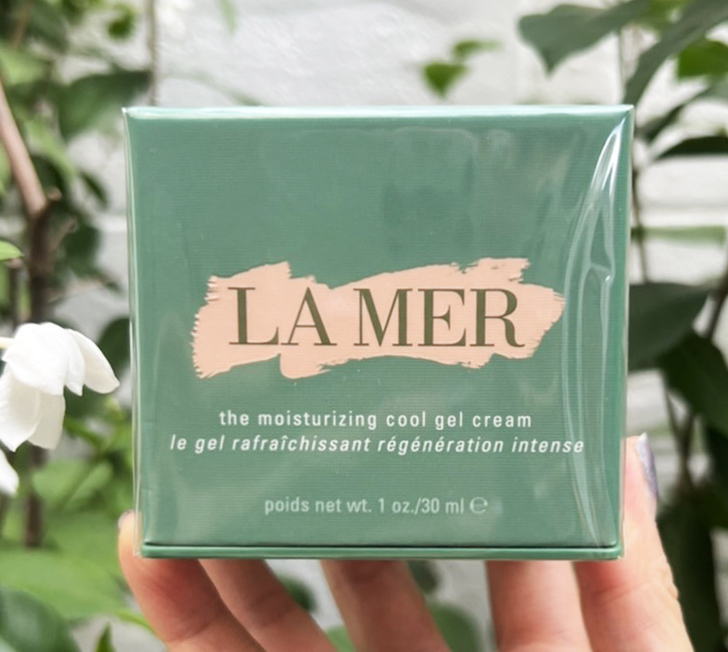 LA MER
the moisturizing cool gel cream
le gel rafraîchissant régénération intense
poids net wt. 1 oz./30 ml ℮